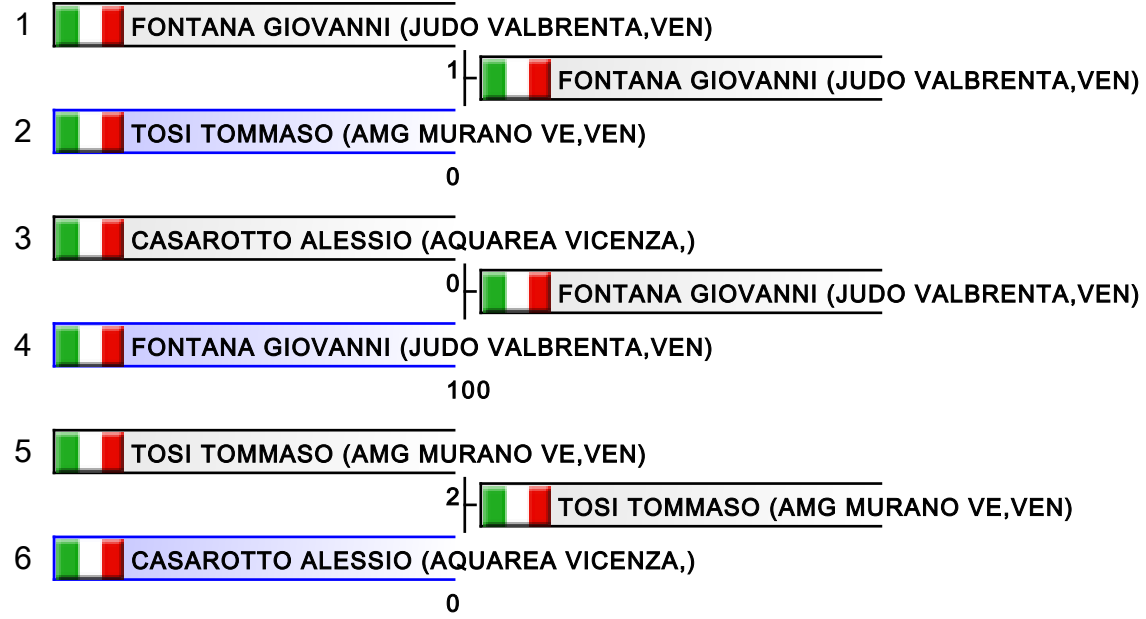 1 FONTANA GIOVANNI (JUDO VALBRENTA,VEN)
1 FONTANA GIOVANNI (JUDO VALBRENTA,VEN)
2 TOSI TOMMASO (AMG MURANO VE,VEN)
0
3 CASAROTTO ALESSIO (AQUAREA VICENZA,)
0 FONTANA GIOVANNI (JUDO VALBRENTA,VEN)
4 FONTANA GIOVANNI (JUDO VALBRENTA,VEN)
100
5 TOSI TOMMASO (AMG MURANO VE,VEN)
2 TOSI TOMMASO (AMG MURANO VE,VEN)
6 CASAROTTO ALESSIO (AQUAREA VICENZA,)
0